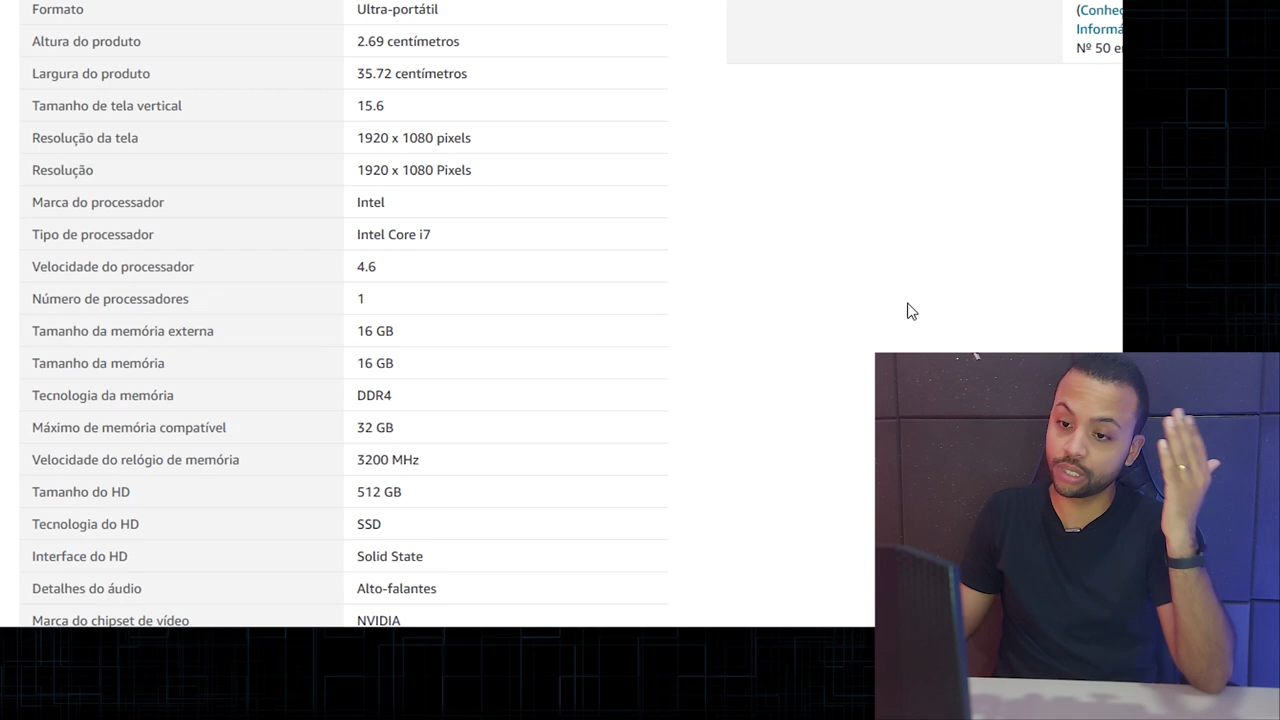 Formato Ultra-portátil
Altura do produto 2.69 centímetros
Largura do produto 35.72 centímetros
Tamanho de tela vertical 15.6
Resolução da tela 1920 x 1080 pixels
Resolução 1920 x 1080 Pixels
Marca do processador Intel
Tipo de processador Intel Core i7
Velocidade do processador 4.6
Número de processadores 1
Tamanho da memória externa 16 GB
Tamanho da memória 16 GB
Tecnologia da memória DDR4
Máximo de memória compatível 32 GB
Velocidade do relógio de memória 3200 MHz
Tamanho do HD 512 GB
Tecnologia do HD SSD
Interface do HD Solid State
Detalhes do áudio Alto-falantes
Marca do chipset de vídeo NVIDIA
(Conheç
Informá
Nº 50 e